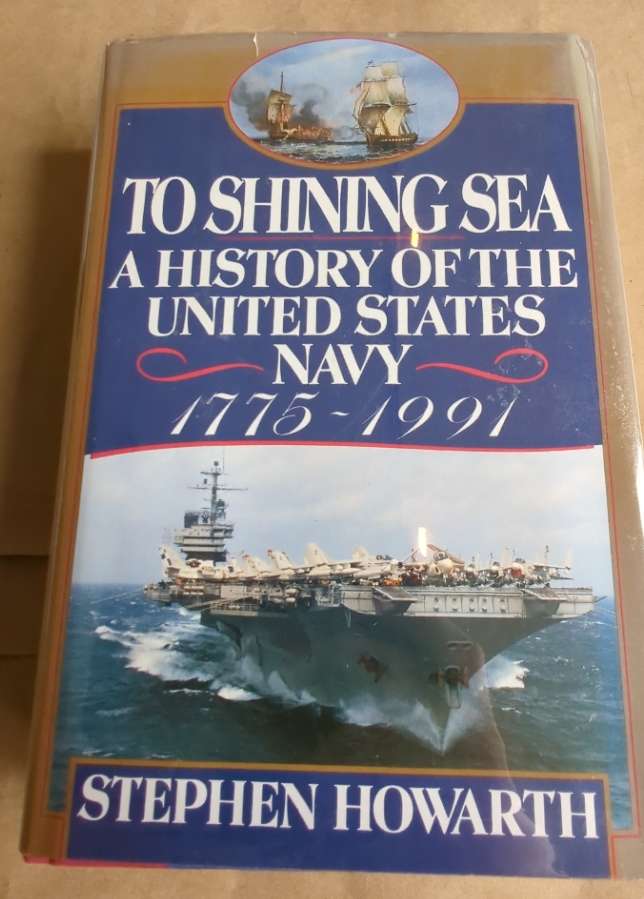 TO SHINING SEA
A HISTORY OF THE
UNITED STATES
NAVY
1775-1991
STEPHEN HOWARTH